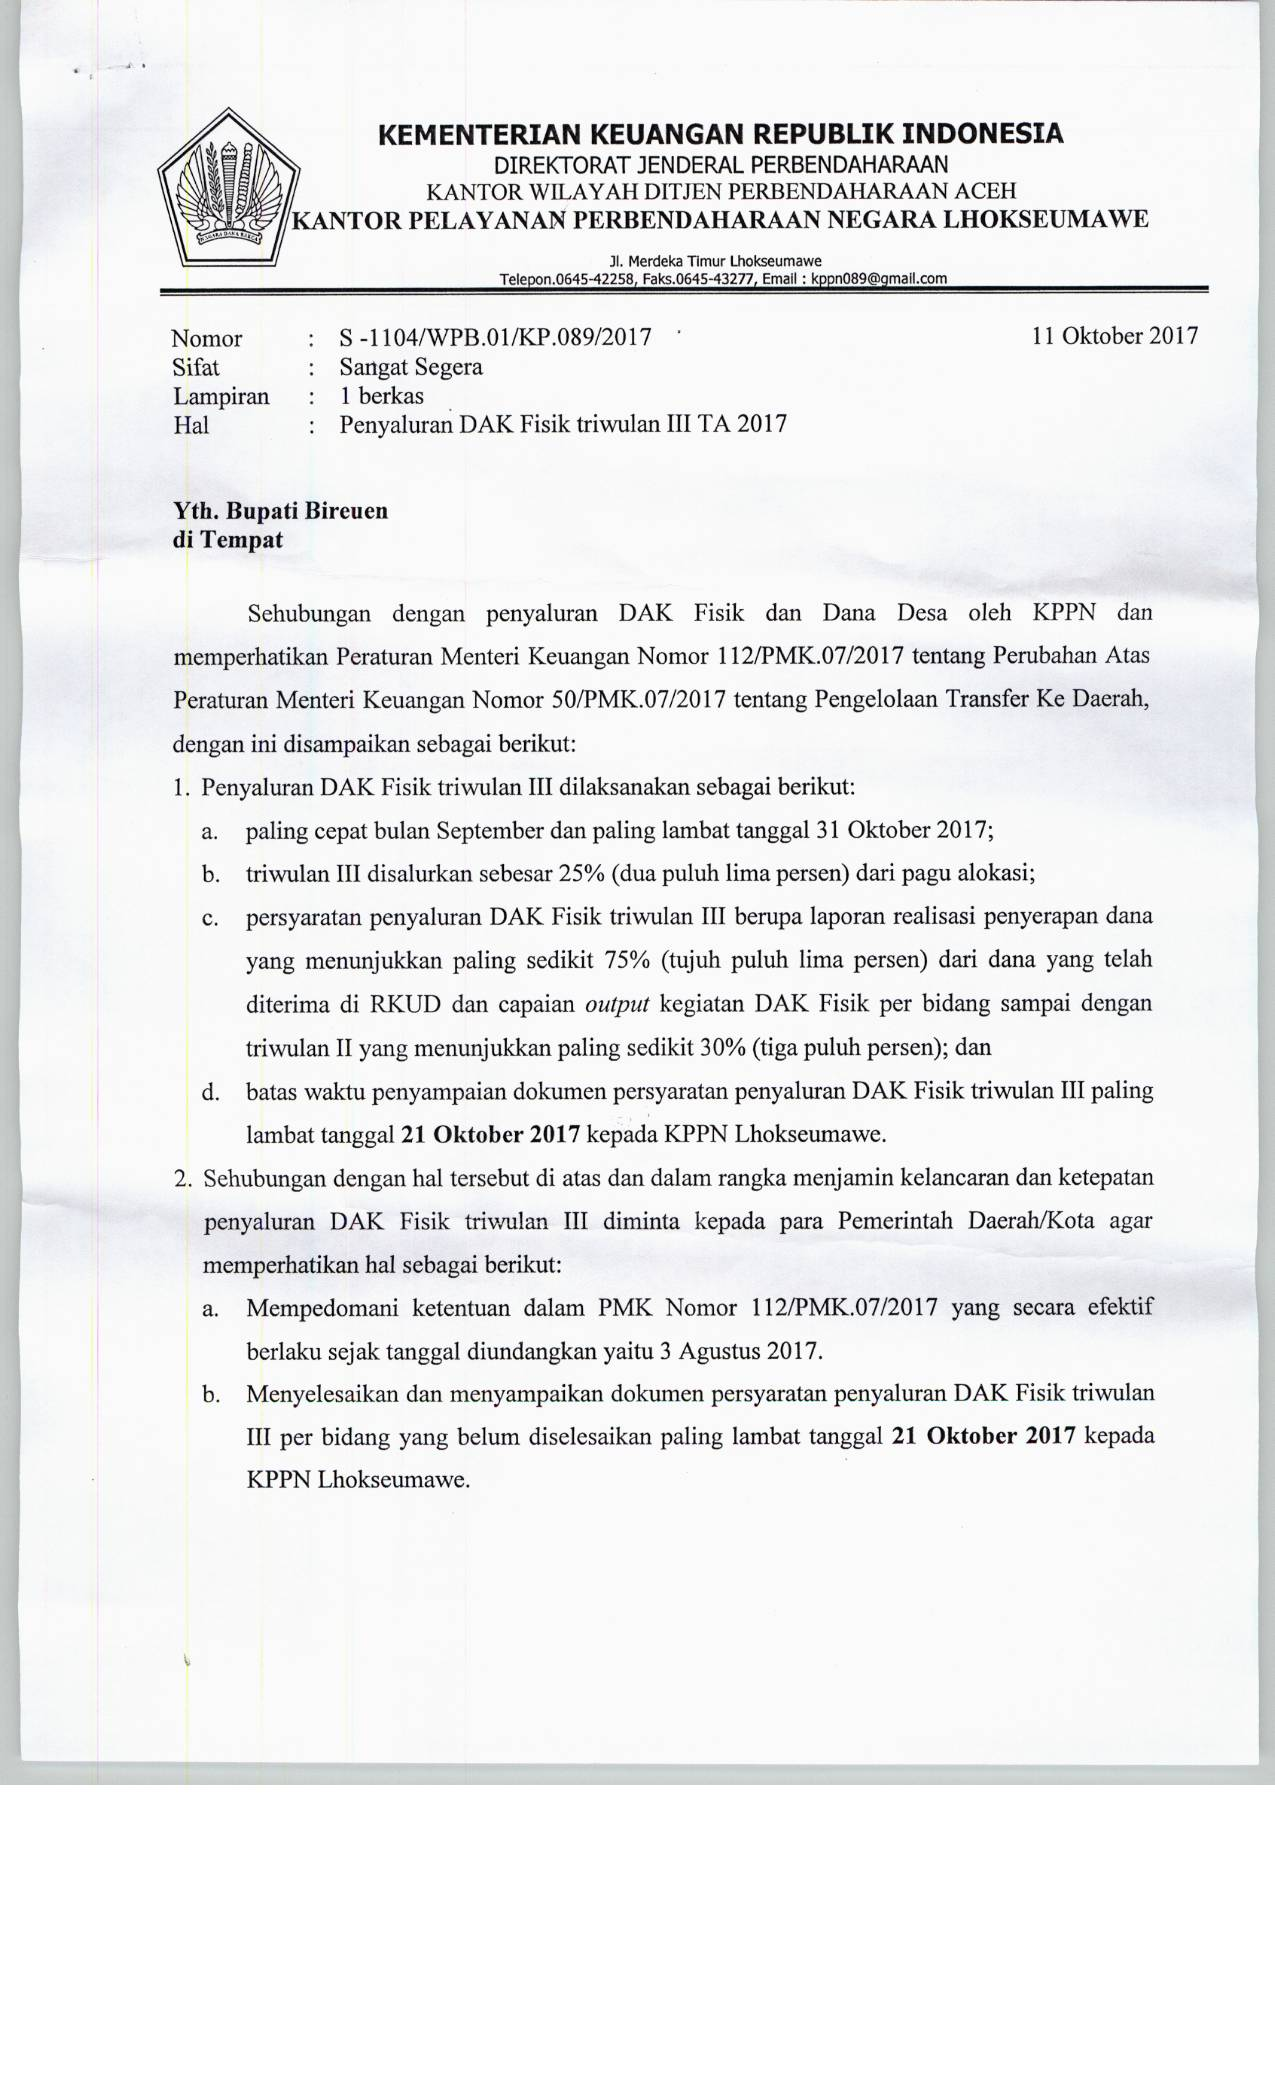 KEMENTERIAN KEUANGAN REPUBLIK INDONESIA
DIREKTORAT JENDERAL PERBENDAHARAAN
KANTOR WILAYAH DITJEN PERBENDAHARAAN ACEH
KANTOR PELAYANAN PERBENDAHARAAN NEGARA LHOKSEUMAWE
Jl. Merdeka Timur Lhokseumawe
Telepon.0645-42258, Faks.0645-43277, Email : kppn089@gmail.com
Nomor : S -1104/WPB.01/KP.089/2017 11 Oktober 2017
Sifat : Sangat Segera
Lampiran : 1 berkas
Hal : Penyaluran DAK Fisik triwulan III TA 2017
Yth. Bupati Bireuen
di Tempat
Sehubungan dengan penyaluran DAK Fisik dan Dana Desa oleh KPPN dan
memperhatikan Peraturan Menteri Keuangan Nomor 112/PMK.07/2017 tentang Perubahan Atas
Peraturan Menteri Keuangan Nomor 50/PMK.07/2017 tentang Pengelolaan Transfer Ke Daerah,
dengan ini disampaikan sebagai berikut:
1. Penyaluran DAK Fisik triwulan III dilaksanakan sebagai berikut:
a. paling cepat bulan September dan paling lambat tanggal 31 Oktober 2017;
b. triwulan III disalurkan sebesar 25% (dua puluh lima persen) dari pagu alokasi;
c. persyaratan penyaluran DAK Fisik triwulan III berupa laporan realisasi penyerapan dana
yang menunjukkan paling sedikit 75% (tujuh puluh lima persen) dari dana yang telah
diterima di RKUD dan capaian output kegiatan DAK Fisik per bidang sampai dengan
triwulan II yang menunjukkan paling sedikit 30% (tiga puluh persen); dan
d. batas waktu penyampaian dokumen persyaratan penyaluran DAK Fisik triwulan III paling
lambat tanggal 21 Oktober 2017 kepada KPPN Lhokseumawe.
2. Sehubungan dengan hal tersebut di atas dan dalam rangka menjamin kelancaran dan ketepatan
penyaluran DAK Fisik triwulan III diminta kepada para Pemerintah Daerah/Kota agar
memperhatikan hal sebagai berikut:
a. Mempedomani ketentuan dalam PMK Nomor 112/PMK.07/2017 yang secara efektif
berlaku sejak tanggal diundangkan yaitu 3 Agustus 2017.
b. Menyelesaikan dan menyampaikan dokumen persyaratan penyaluran DAK Fisik triwulan
III per bidang yang belum diselesaikan paling lambat tanggal 21 Oktober 2017 kepada
KPPN Lhokseumawe.